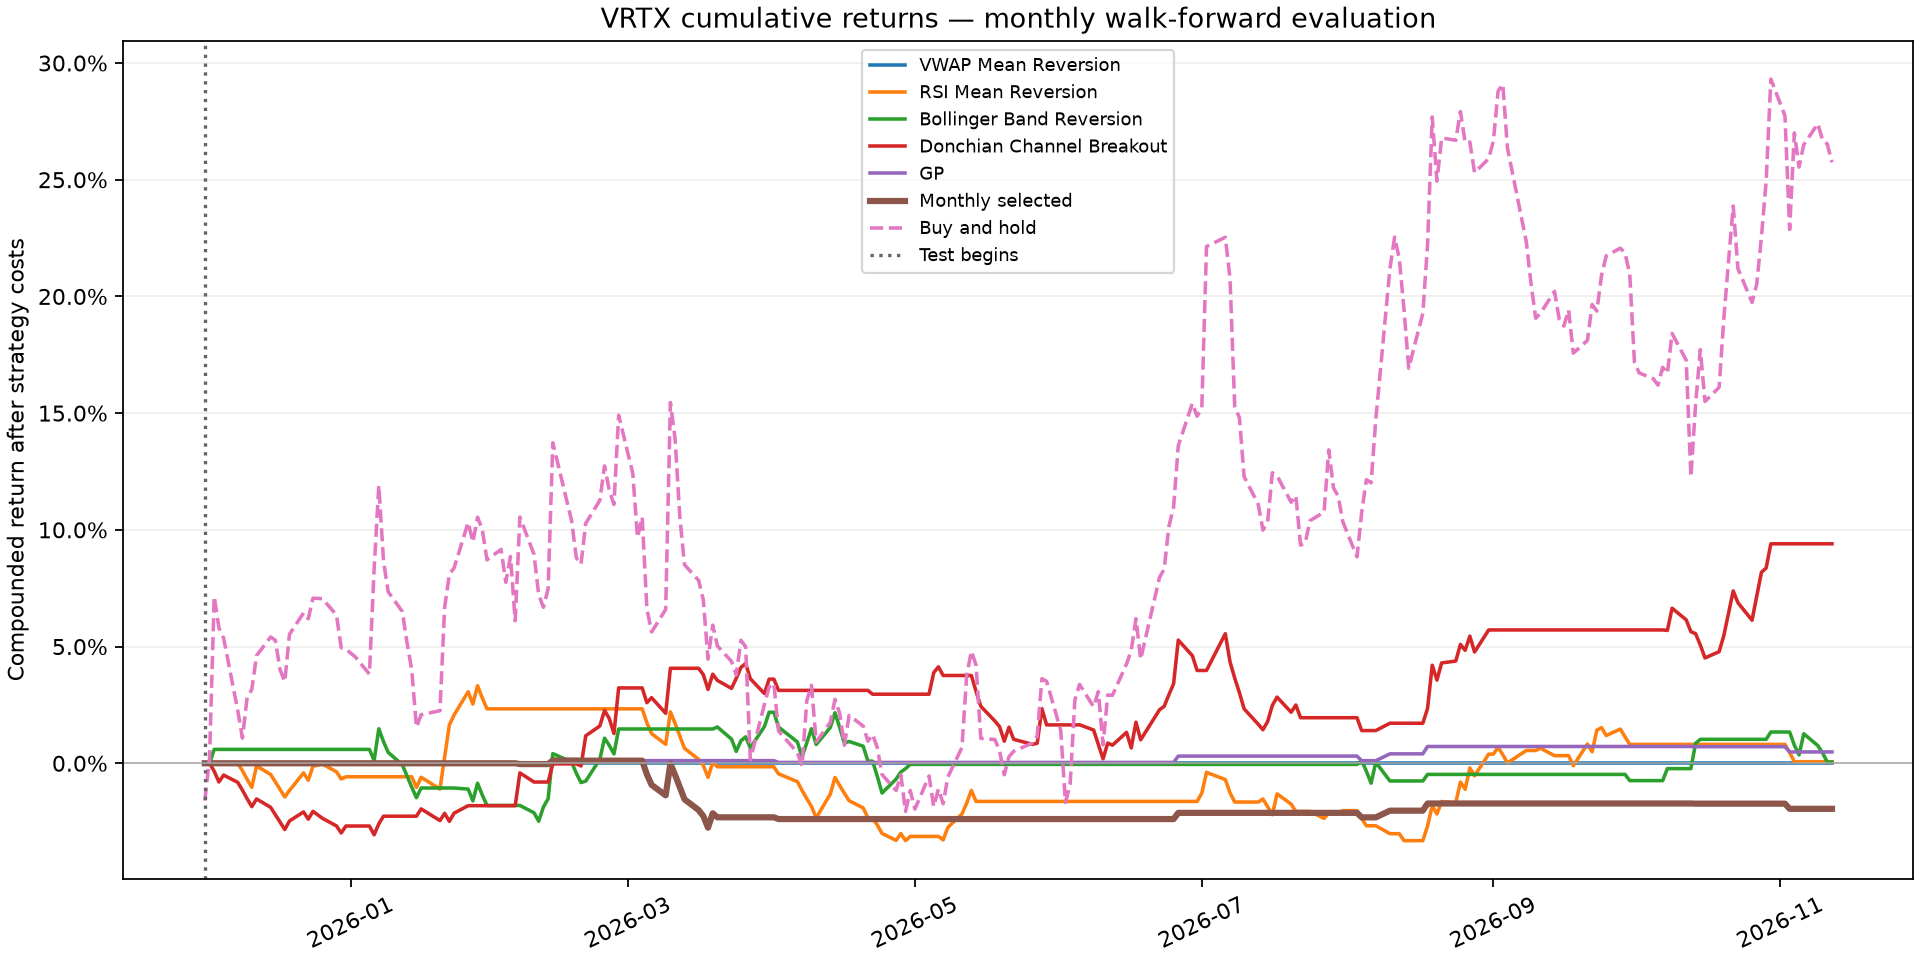 VRTX cumulative returns — monthly walk-forward evaluation
Compounded return after strategy costs
30.0%
25.0%
20.0%
15.0%
10.0%
5.0%
0.0%
VWAP Mean Reversion
RSI Mean Reversion
Bollinger Band Reversion
Donchian Channel Breakout
GP
Monthly selected
Buy and hold
Test begins
2026-01
2026-03
2026-05
2026-07
2026-09
2026-11